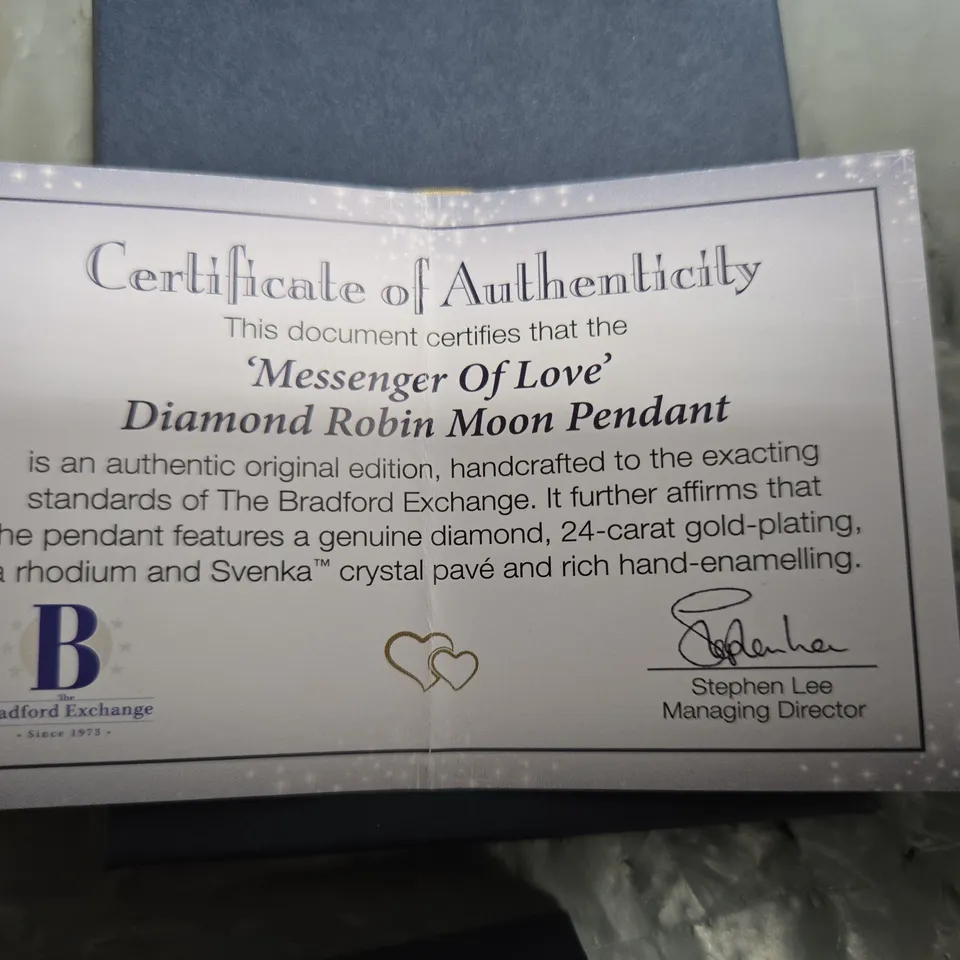 Certificate of Authenticity
This document certifies that the
‘Messenger Of Love’
Diamond Robin Moon Pendant
is an authentic original edition, handcrafted to the exacting
standards of The Bradford Exchange. It further affirms that
he pendant features a genuine diamond, 24-carat gold-plating,
a rhodium and Svenka™ crystal pavé and rich hand-enamelling.
B
The
adford Exchange
- Since 1973 -
Stephen Lee
Stephen Lee
Managing Director